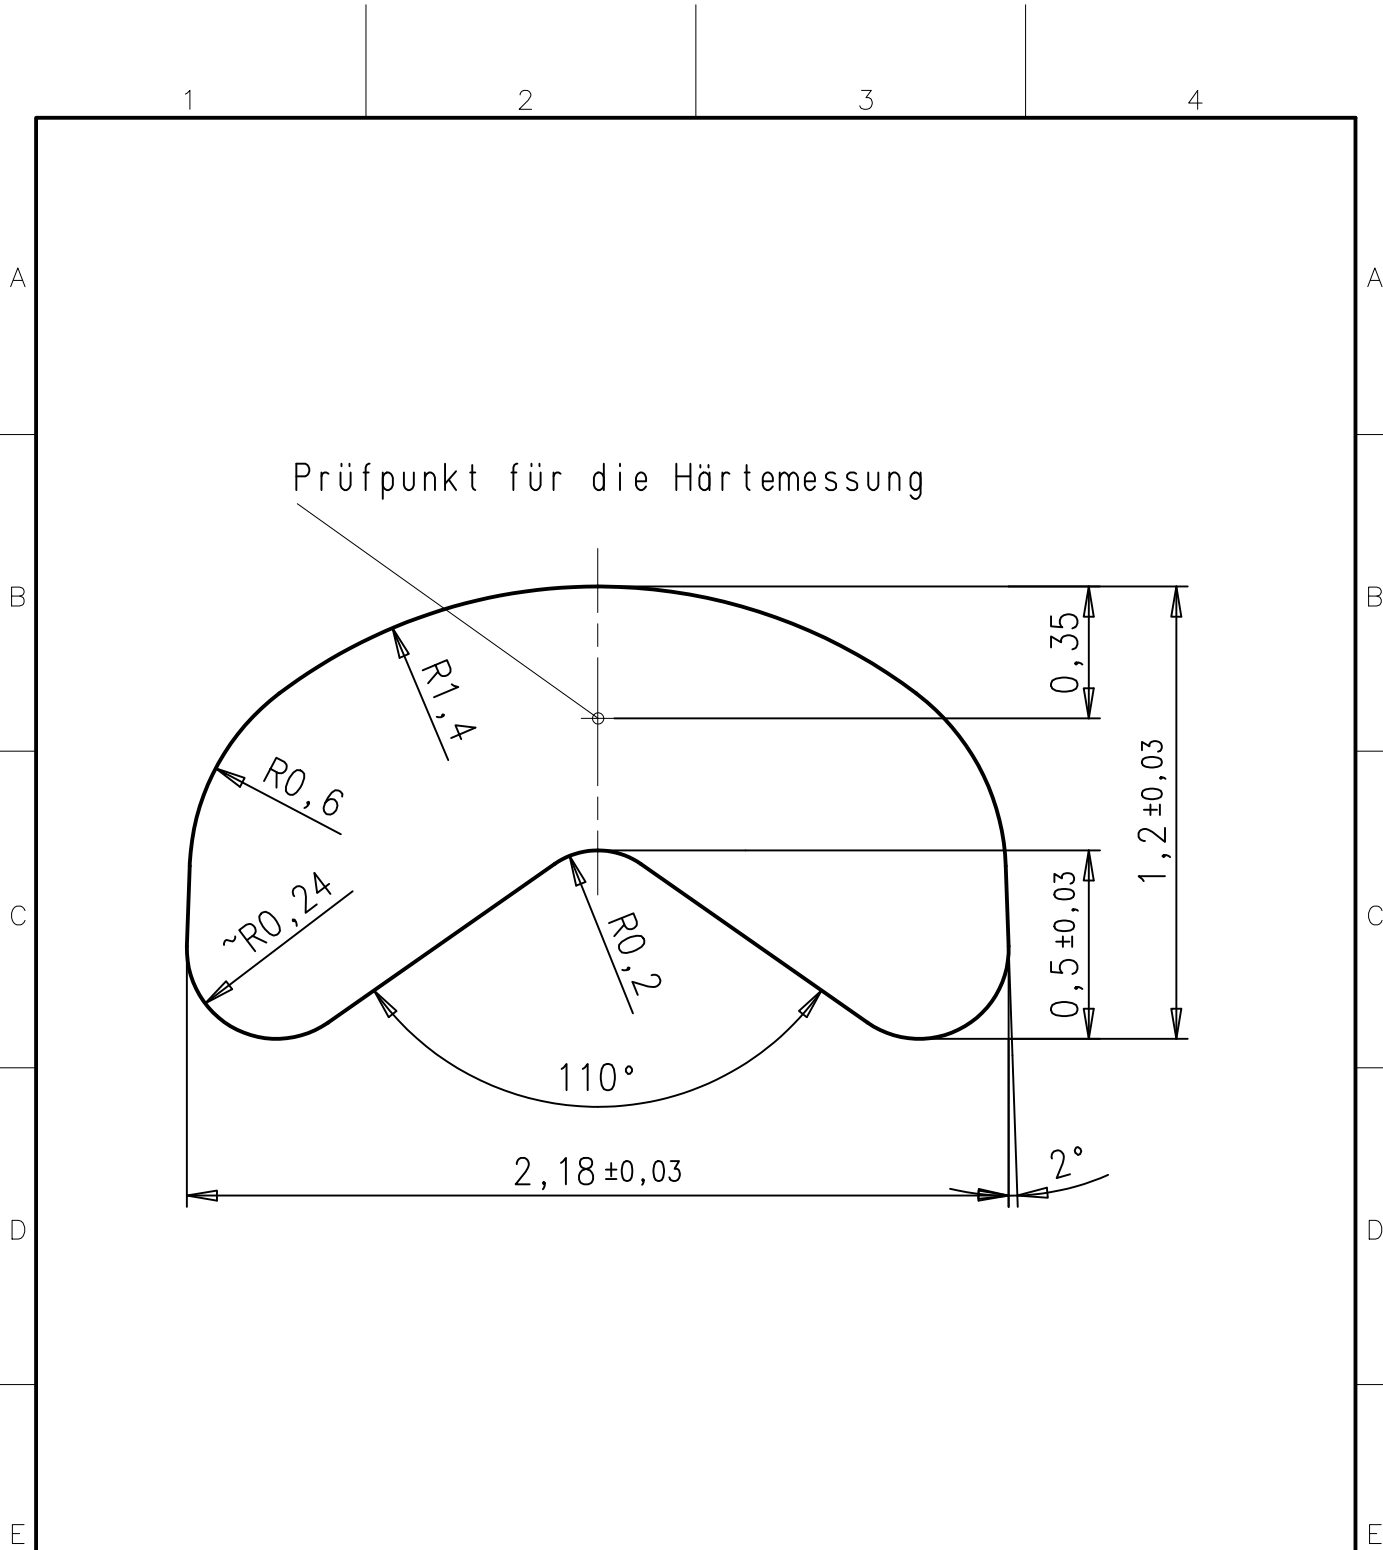 1 2 3 4
A A
Prüfpunkt für die Härtemessung
B B
0,35
R1,4
R0,6
1,2±0,03
~R0,24
0,5±0,03
C C
R0,2
110°
2°
2,18±0,03
D D
E E